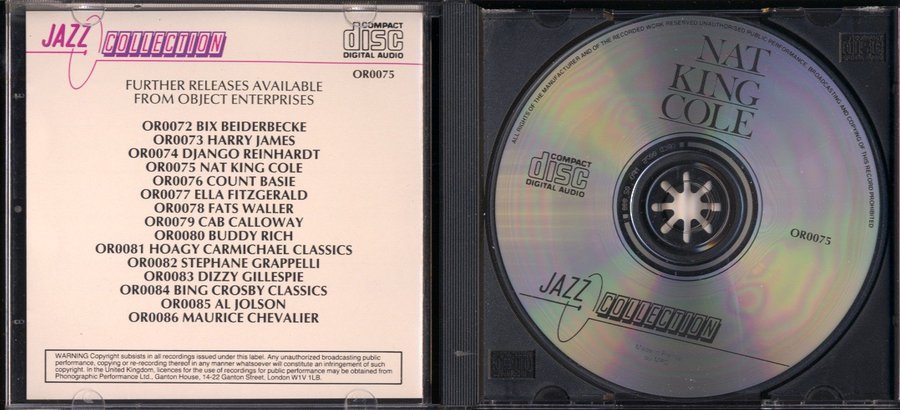 JAZZ COLLECTION
COMPACT
disc
DIGITAL AUDIO
OR0075
FURTHER RELEASES AVAILABLE
FROM OBJECT ENTERPRISES
OR0072 BIX BEIDERBECKE
OR0073 HARRY JAMES
OR0074 DJANGO REINHARDT
OR0075 NAT KING COLE
OR0076 COUNT BASIE
OR0077 ELLA FITZGERALD
OR0078 FATS WALLER
OR0079 CAB CALLOWAY
OR0080 BUDDY RICH
OR0081 HOAGY CARMICHAEL CLASSICS
OR0082 STEPHANE GRAPPELLI
OR0083 DIZZY GILLESPIE
OR0084 BING CROSBY CLASSICS
OR0085 AL JOLSON
OR0086 MAURICE CHEVALIER
WARNING Copyright subsists in all recordings issued under this label. Any unauthorized broadcasting public
performance, copying or re-recording thereof in any manner whatsoever will constitute an infringement of such
copyright. In the United Kingdom, licences for the use of recordings for public performance may be obtained from
Phonographic Performance Ltd., Ganton House, 14-22 Ganton Street, London W1V 1LB.
ALL RIGHTS OF THE MANUFACTURER AND OF THE RECORDED WORK RESERVED UNAUTHORISED PUBLIC PERFORMANCE, BROADCASTING AND COPYING OF THIS RECORD PROHIBITED
NAT
KING
COLE
COMPACT
disc
DIGITAL AUDIO
OR0075
JAZZ COLLECTION